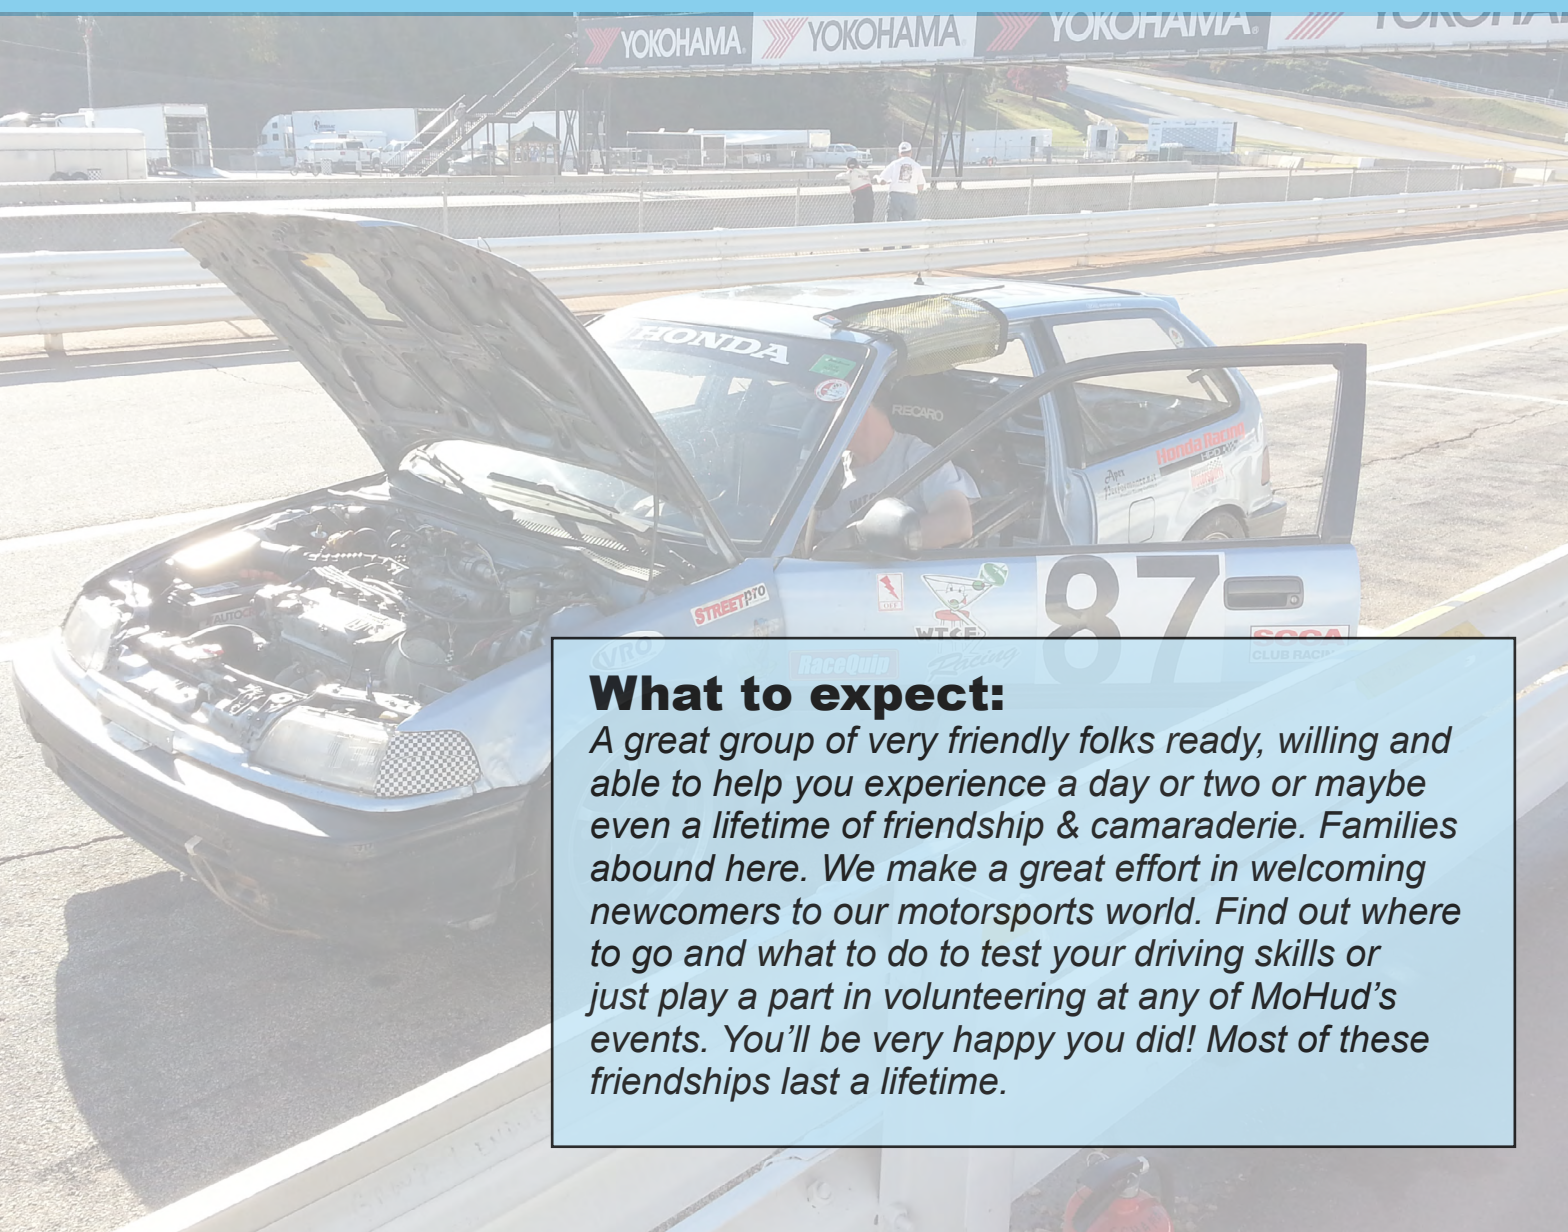 YOKOHAMA YOKOHAMA YOKOHAMA
HONDA
RECARO
Honda Racing
STREETpro
OFF
87
WTCF
Racing
VRO
RaceQuip
SCCA
What to expect:
A great group of very friendly folks ready, willing and
able to help you experience a day or two or maybe
even a lifetime of friendship & camaraderie. Families
abound here. We make a great effort in welcoming
newcomers to our motorsports world. Find out where
to go and what to do to test your driving skills or
just play a part in volunteering at any of MoHud’s
events. You’ll be very happy you did! Most of these
friendships last a lifetime.